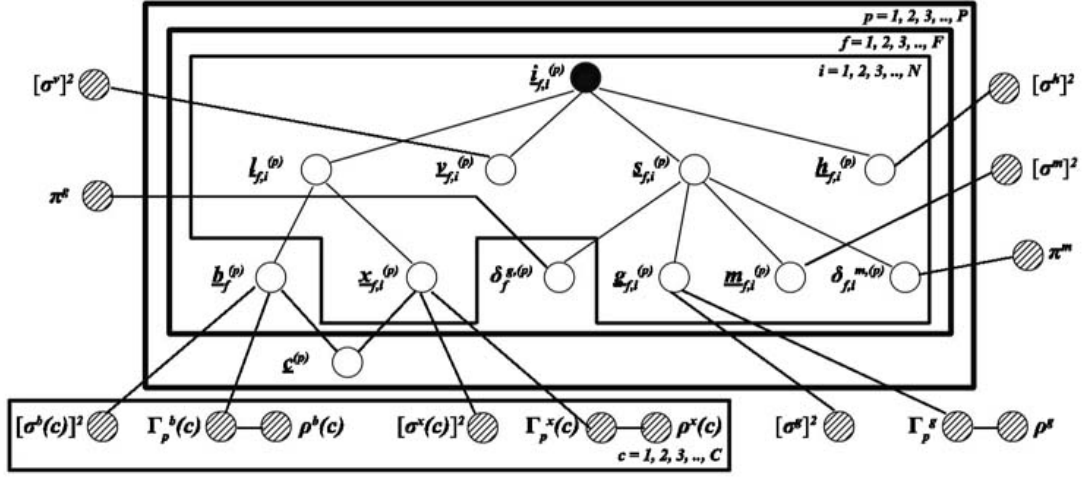 p = 1, 2, 3, .., P
f = 1, 2, 3, .., F
i = 1, 2, 3, .., N
i_{f,i}^{(p)}
[σ^v]^2
[σ^h]^2
l_{f,i}^{(p)} v_{f,i}^{(p)} s_{f,i}^{(p)} h_{f,i}^{(p)}
[σ^m]^2
π^g
π^m
b_f^{(p)} x_{f,i}^{(p)} δ_f^{g,(p)} g_{f,i}^{(p)} m_{f,i}^{(p)} δ_{f,i}^{m,(p)}
c^{(p)}
[σ^b(c)]^2 Γ_p^b(c) ρ^b(c) [σ^x(c)]^2 Γ_p^x(c) ρ^x(c) [σ^g]^2 Γ_p^g ρ^g
c = 1, 2, 3, .., C